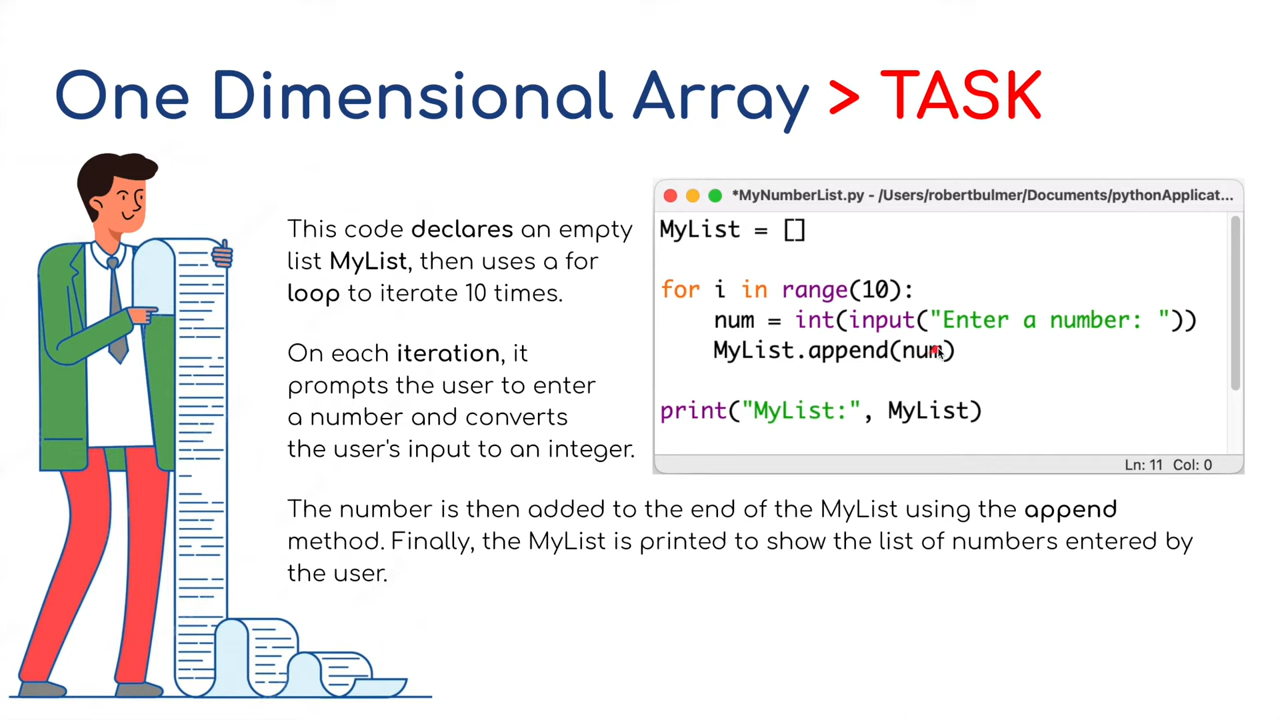 One Dimensional Array > TASK
This code declares an empty
list MyList, then uses a for
loop to iterate 10 times.
On each iteration, it
prompts the user to enter
a number and converts
the user's input to an integer.
*MyNumberList.py - /Users/robertbulmer/Documents/pythonApplicat...
MyList = []
for i in range(10):
    num = int(input("Enter a number: "))
    MyList.append(num)
print("MyList:", MyList)
Ln: 11 Col: 0
The number is then added to the end of the MyList using the append
method. Finally, the MyList is printed to show the list of numbers entered by
the user.